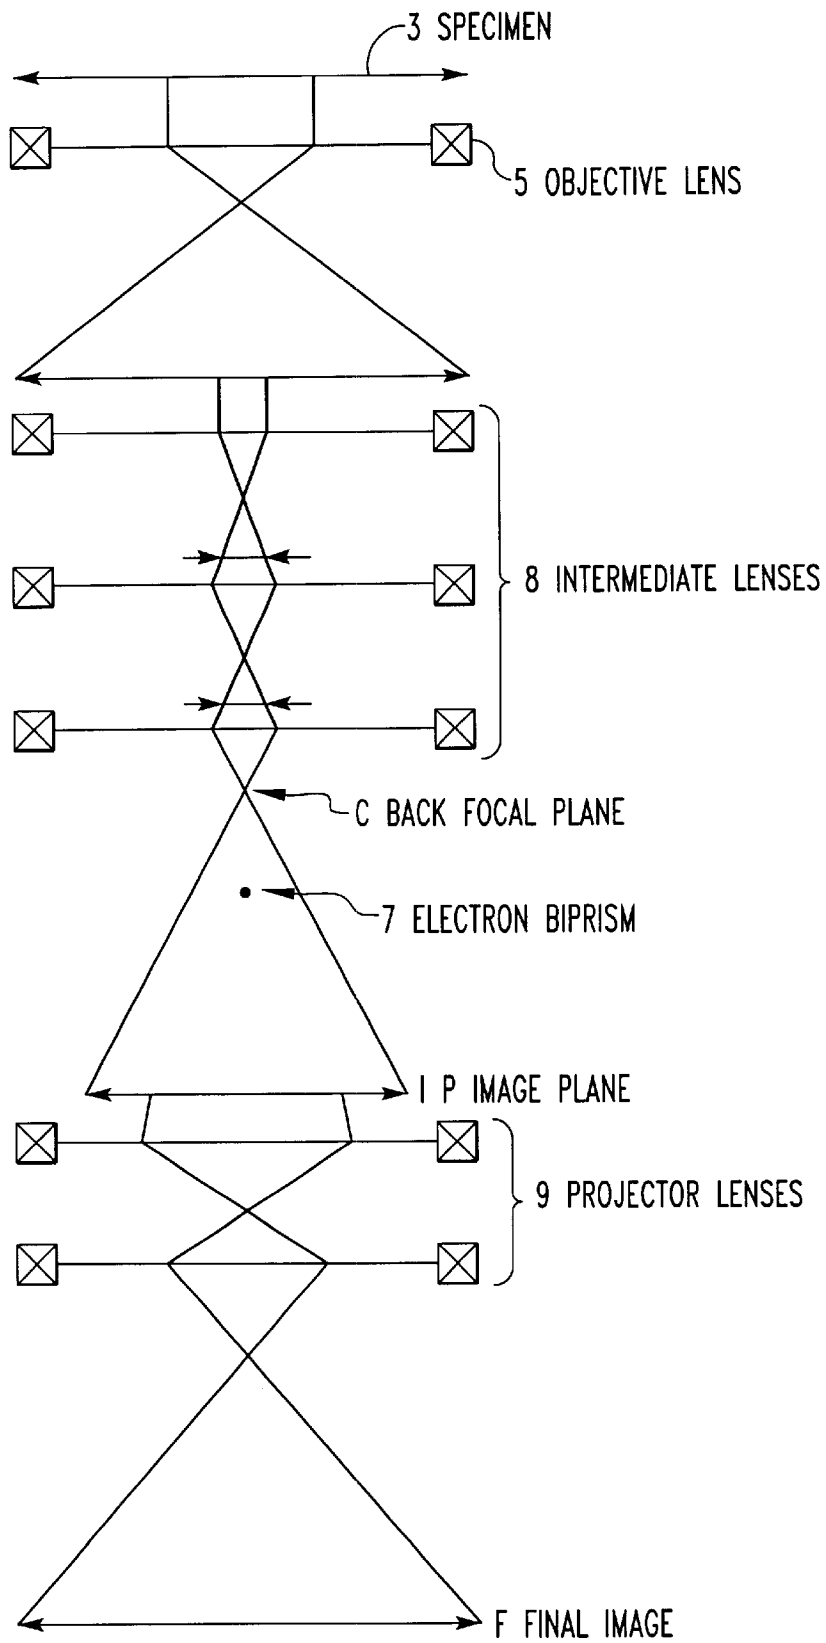 3 SPECIMEN
5 OBJECTIVE LENS
8 INTERMEDIATE LENSES
C BACK FOCAL PLANE
7 ELECTRON BIPRISM
I P IMAGE PLANE
9 PROJECTOR LENSES
F FINAL IMAGE